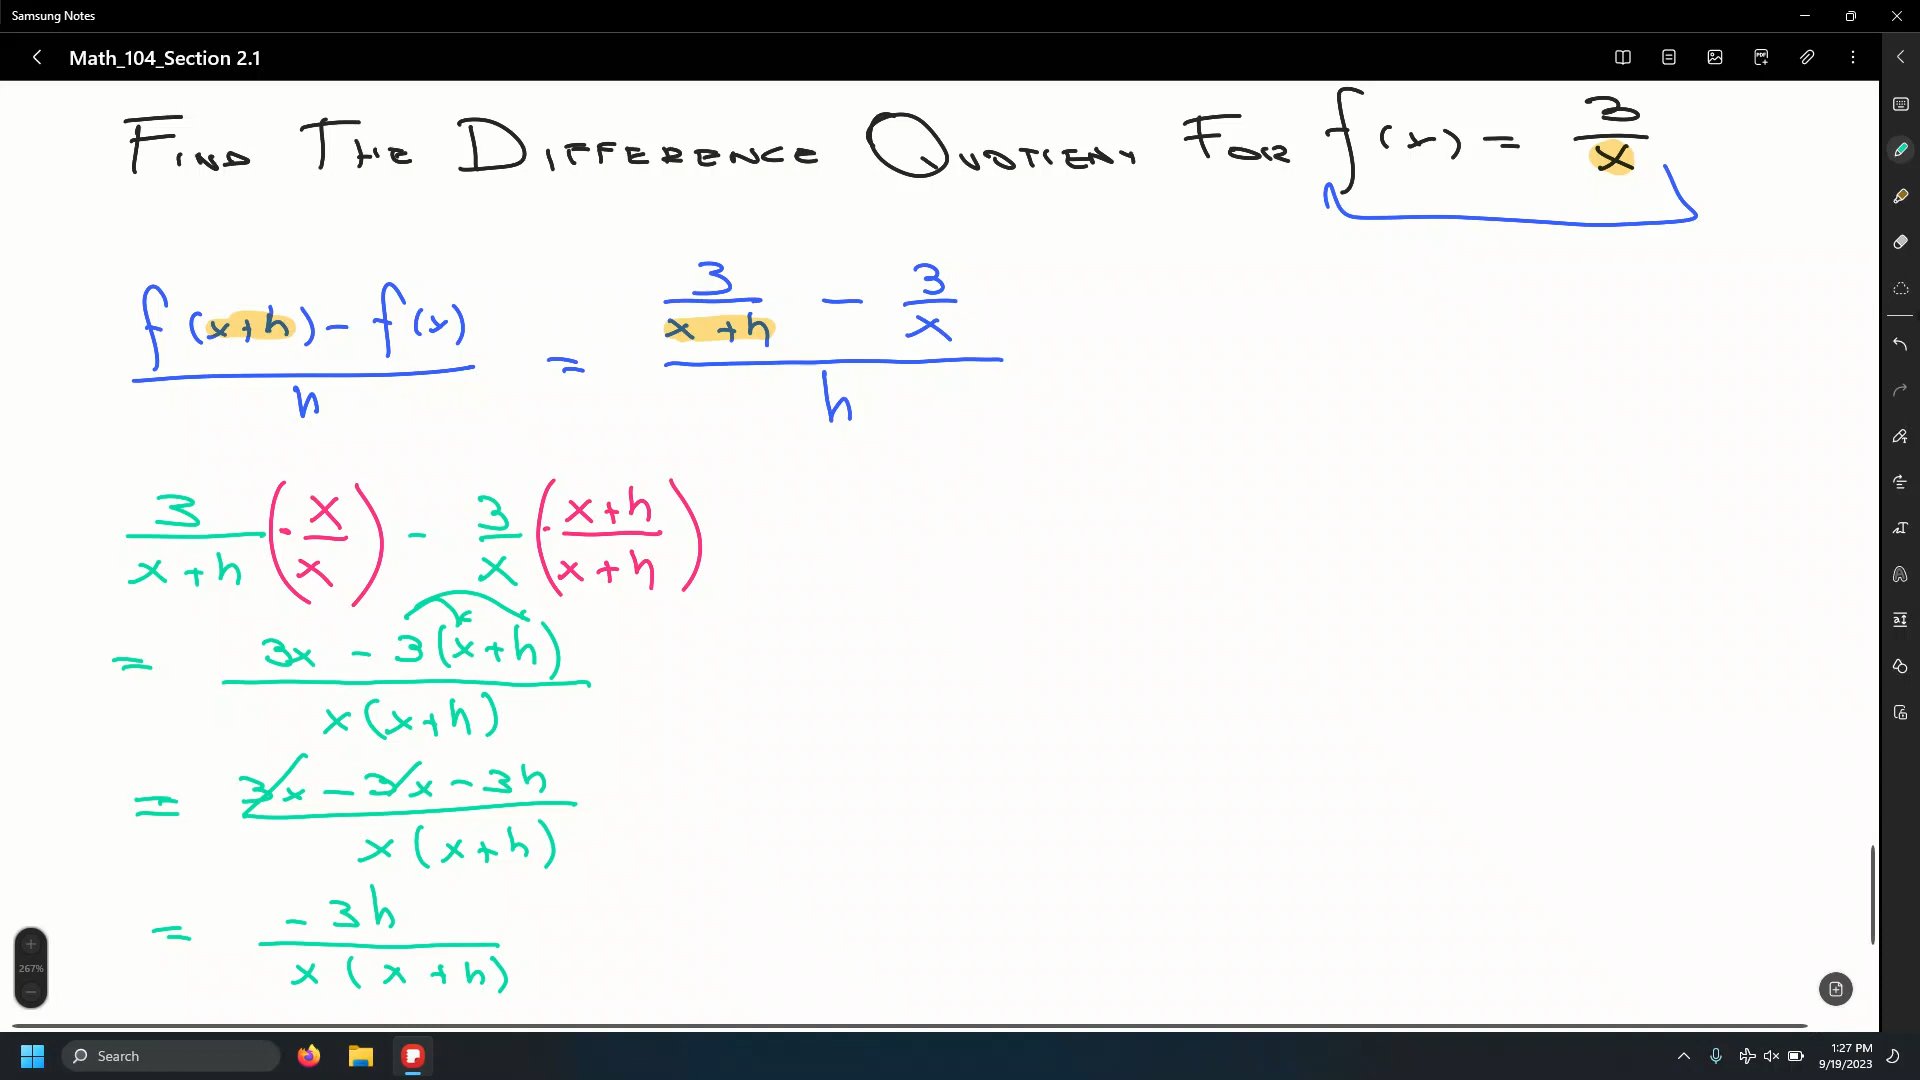 Samsung Notes
Math_104_Section 2.1
FIND THE DIFFERENCE QUOTIENT FOR f(x) = 3/x
(f(x+h) - f(x))/h = (3/(x+h) - 3/x)/h
3/(x+h) (· x/x) - 3/x (· (x+h)/(x+h))
= (3x - 3(x+h))/(x(x+h))
= (3x - 3x - 3h)/(x(x+h))
= -3h/(x(x+h))
267%
Search
1:27 PM
9/19/2023